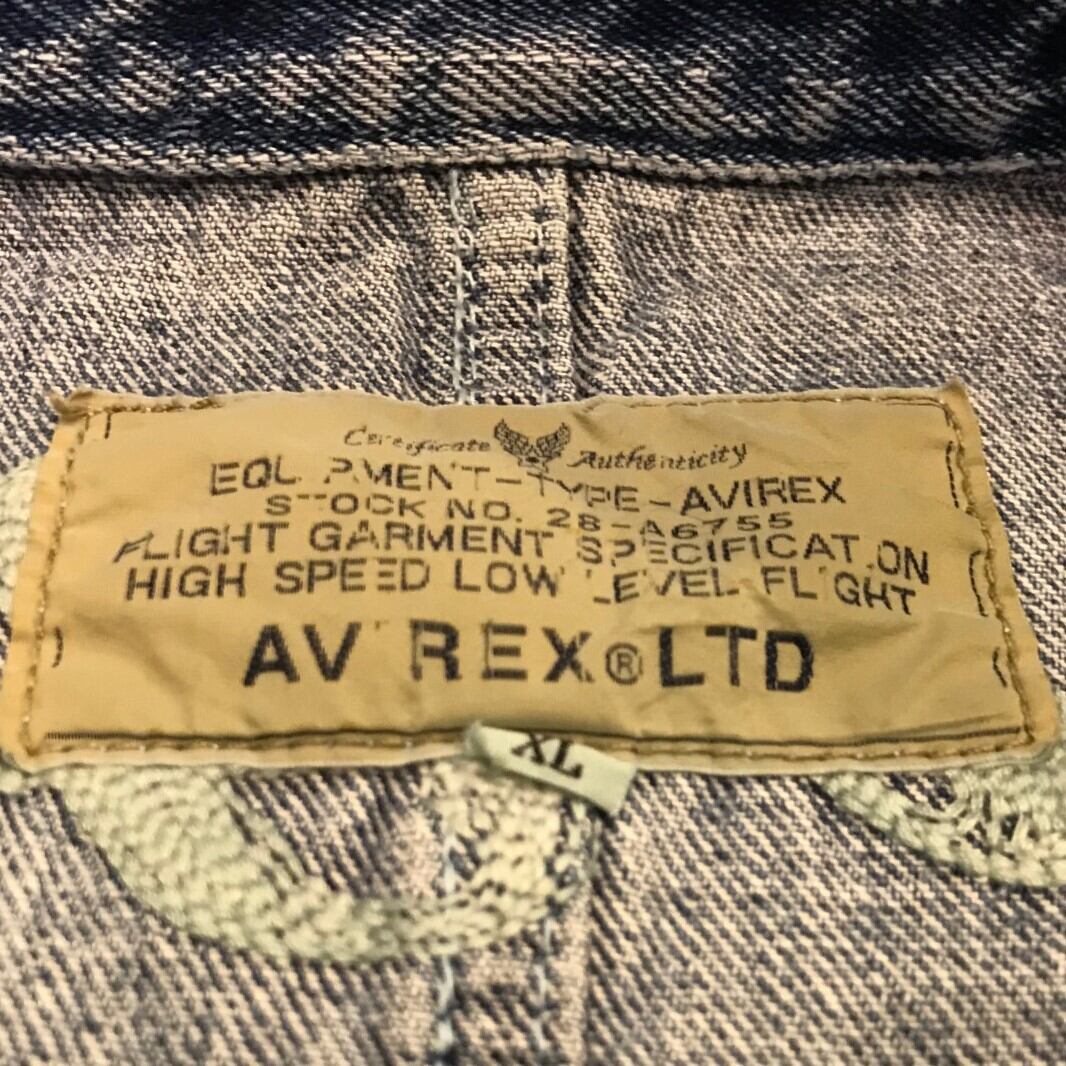 Certificate Authenticity
EQUIPMENT-TYPE-AVIREX
STOCK NO. 28-A6755
FLIGHT GARMENT SPECIFICATION
HIGH SPEED LOW LEVEL FLIGHT
AVIREX®LTD
XL